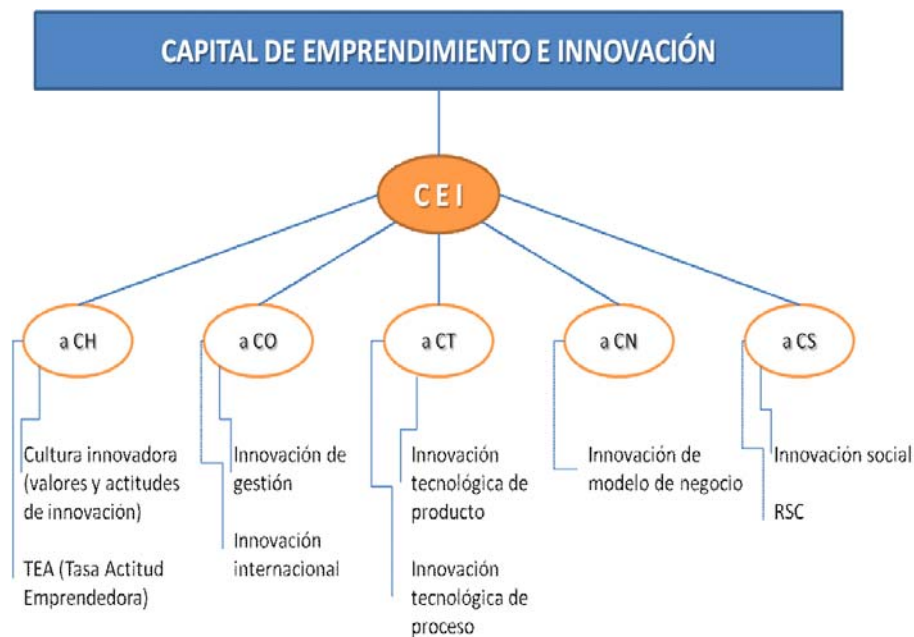 CAPITAL DE EMPRENDIMIENTO E INNOVACIÓN
C E I
a CH
a CO
a CT
a CN
a CS
Cultura innovadora
(valores y actitudes
de innovación)
TEA (Tasa Actitud
Emprendedora)
Innovación de
gestión
Innovación
internacional
Innovación
tecnológica de
producto
Innovación
tecnológica de
proceso
Innovación de
modelo de negocio
Innovación social
RSC